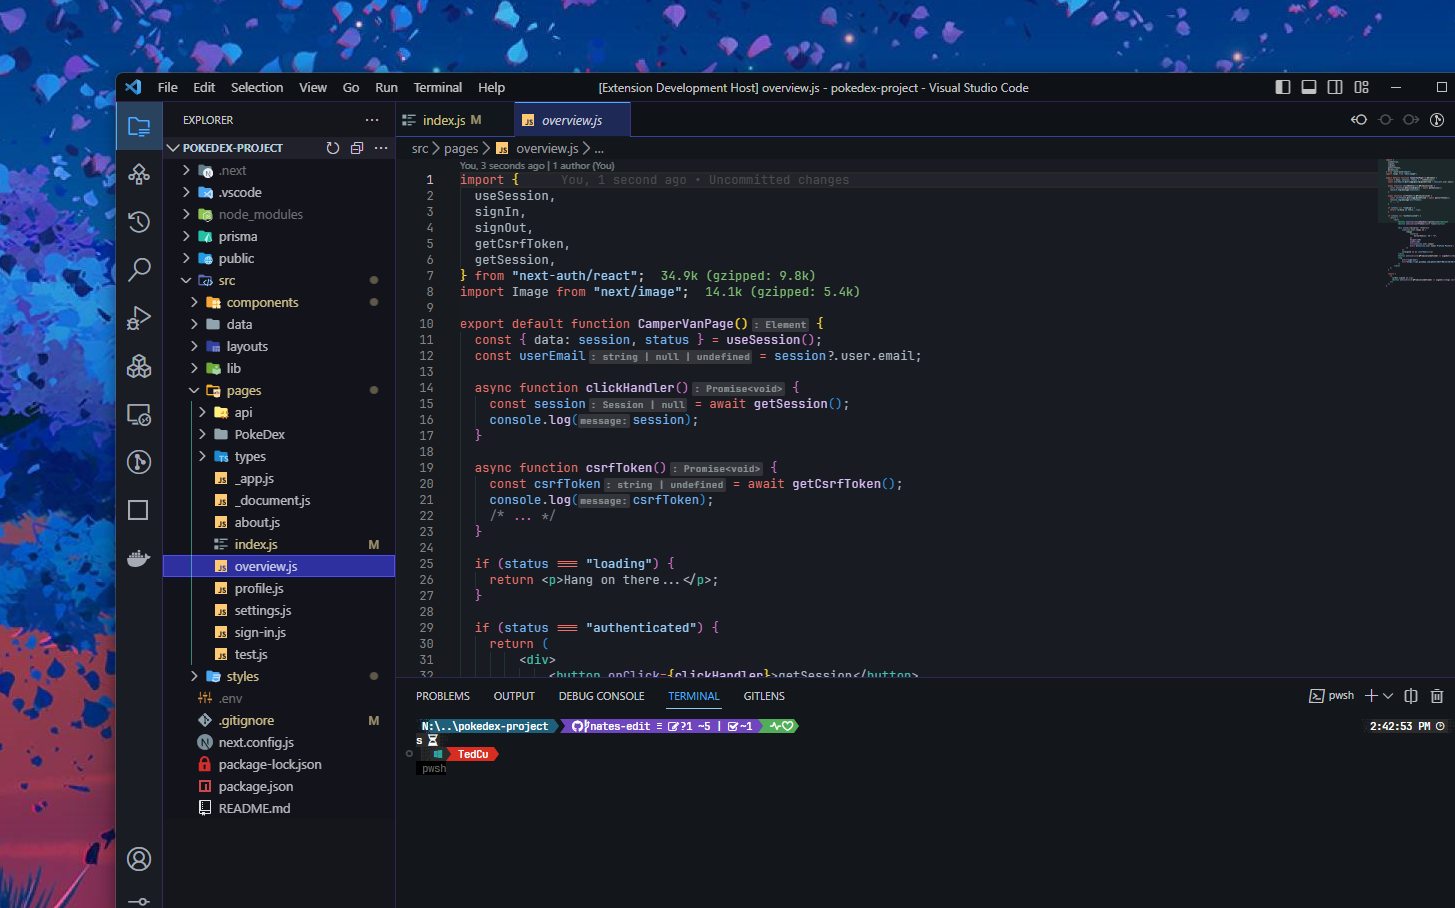 File Edit Selection View Go Run Terminal Help
[Extension Development Host] overview.js - pokedex-project - Visual Studio Code
EXPLORER
POKEDEX-PROJECT
.next
.vscode
node_modules
prisma
public
src
components
data
layouts
lib
pages
api
PokeDex
types
_app.js
_document.js
about.js
index.js M
overview.js
profile.js
settings.js
sign-in.js
test.js
styles
.env
.gitignore M
next.config.js
package-lock.json
package.json
README.md
index.js M
overview.js
src > pages > overview.js > ...
You, 3 seconds ago | 1 author (You)
1 import { You, 1 second ago • Uncommitted changes
2 useSession,
3 signIn,
4 signOut,
5 getCsrfToken,
6 getSession,
7 } from "next-auth/react"; 34.9k (gzipped: 9.8k)
8 import Image from "next/image"; 14.1k (gzipped: 5.4k)
9
10 export default function CamperVanPage() : Element {
11 const { data: session, status } = useSession();
12 const userEmail : string | null | undefined = session?.user.email;
13
14 async function clickHandler() : Promise<void> {
15 const session : Session | null = await getSession();
16 console.log( message: session);
17 }
18
19 async function csrfToken() : Promise<void> {
20 const csrfToken : string | undefined = await getCsrfToken();
21 console.log( message: csrfToken);
22 /* ... */
23 }
24
25 if (status === "loading") {
26 return <p>Hang on there...</p>;
27 }
28
29 if (status === "authenticated") {
30 return (
31 <div>
32 <button onClick={clickHandler}>getSession</button>
PROBLEMS OUTPUT DEBUG CONSOLE TERMINAL GITLENS
pwsh
N:\..\pokedex-project nates-edit ≡ ?1 ~5 | ~1
2:42:53 PM
s
TedCu
pwsh